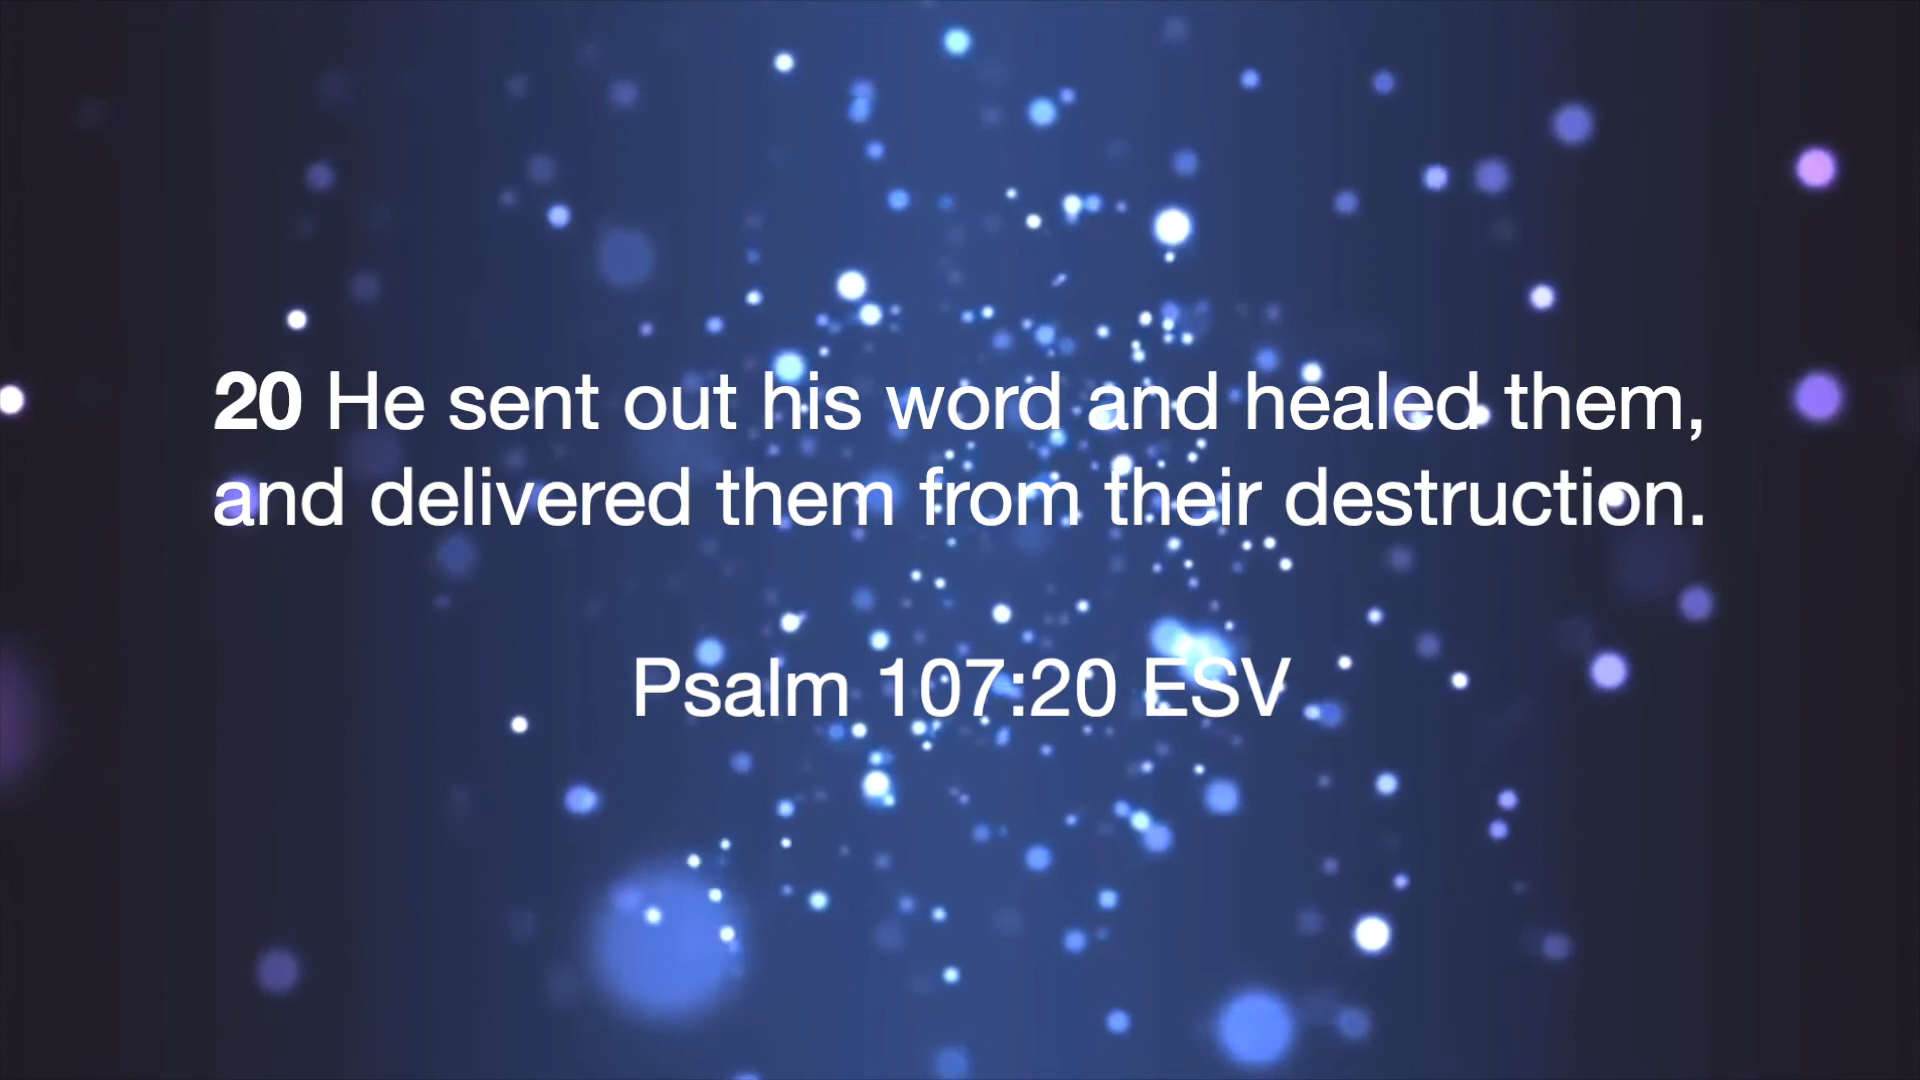 20 He sent out his word and healed them,
and delivered them from their destruction.
Psalm 107:20 ESV